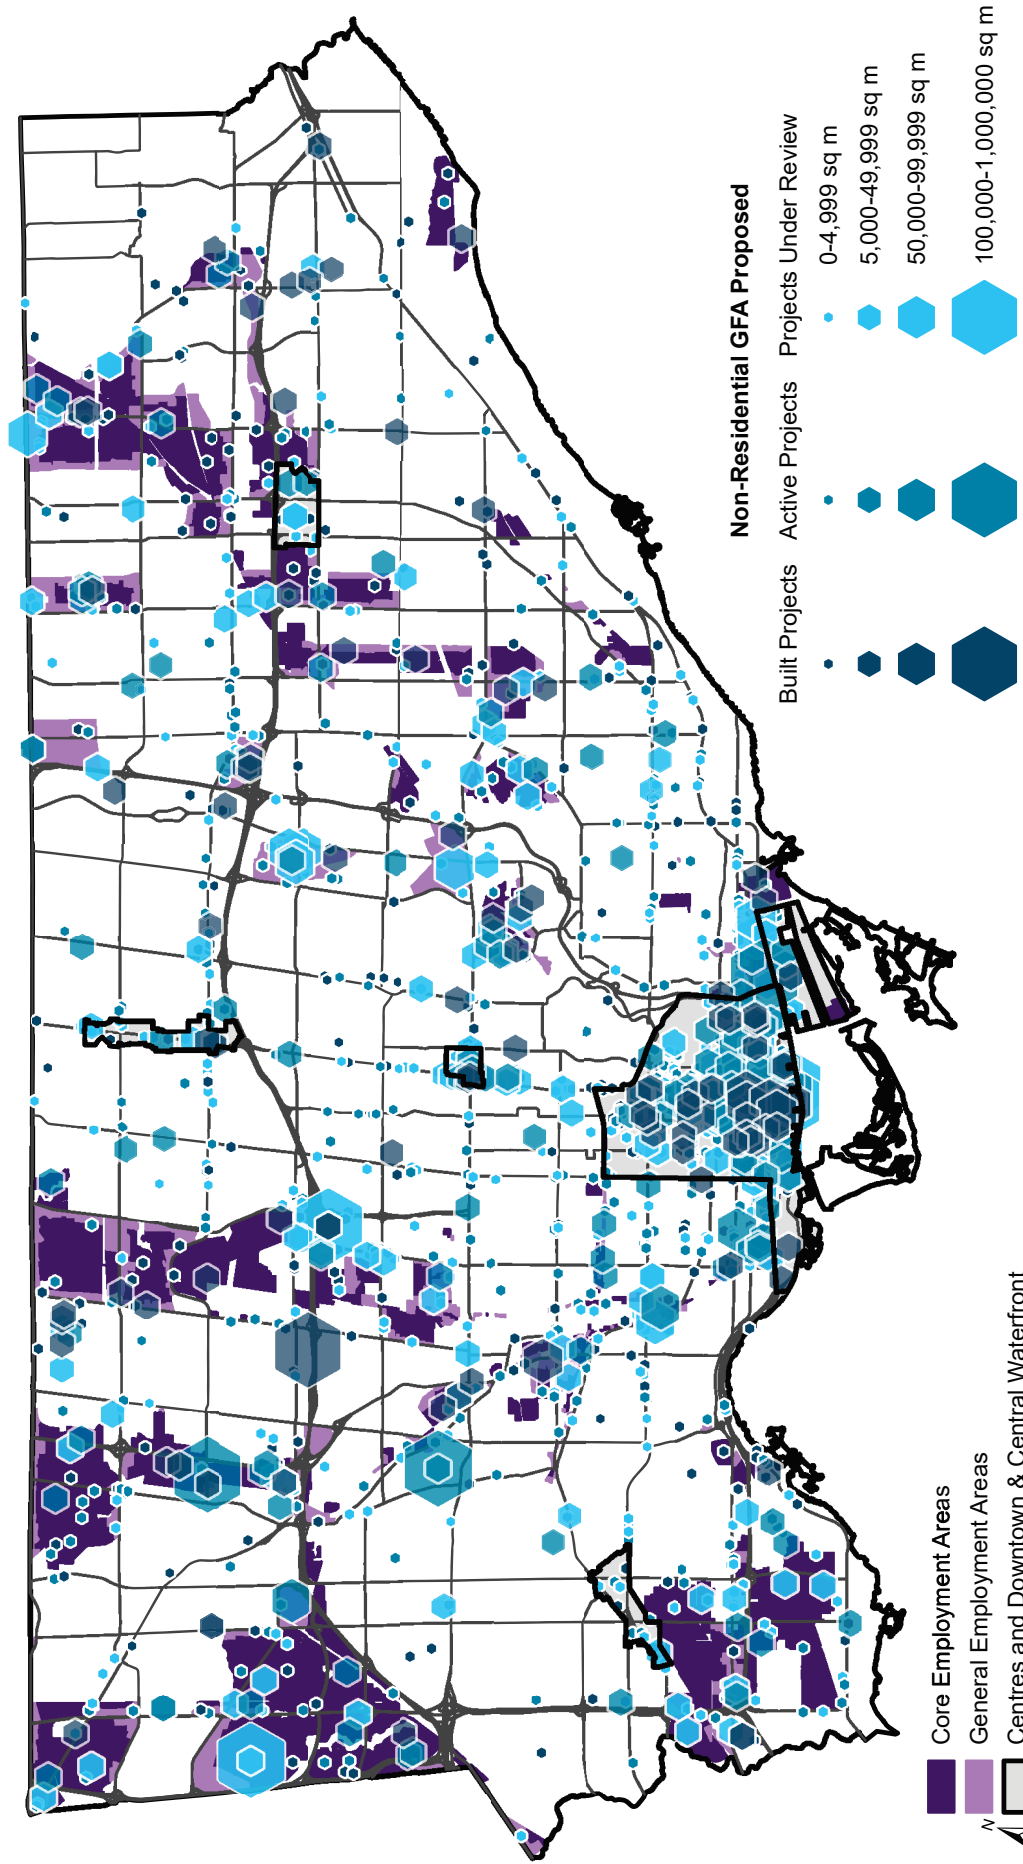 Non-Residential GFA Proposed
Built Projects Active Projects Projects Under Review
0-4,999 sq m
5,000-49,999 sq m
50,000-99,999 sq m
100,000-1,000,000 sq m
Core Employment Areas
General Employment Areas
Centres and Downtown & Central Waterfront
N